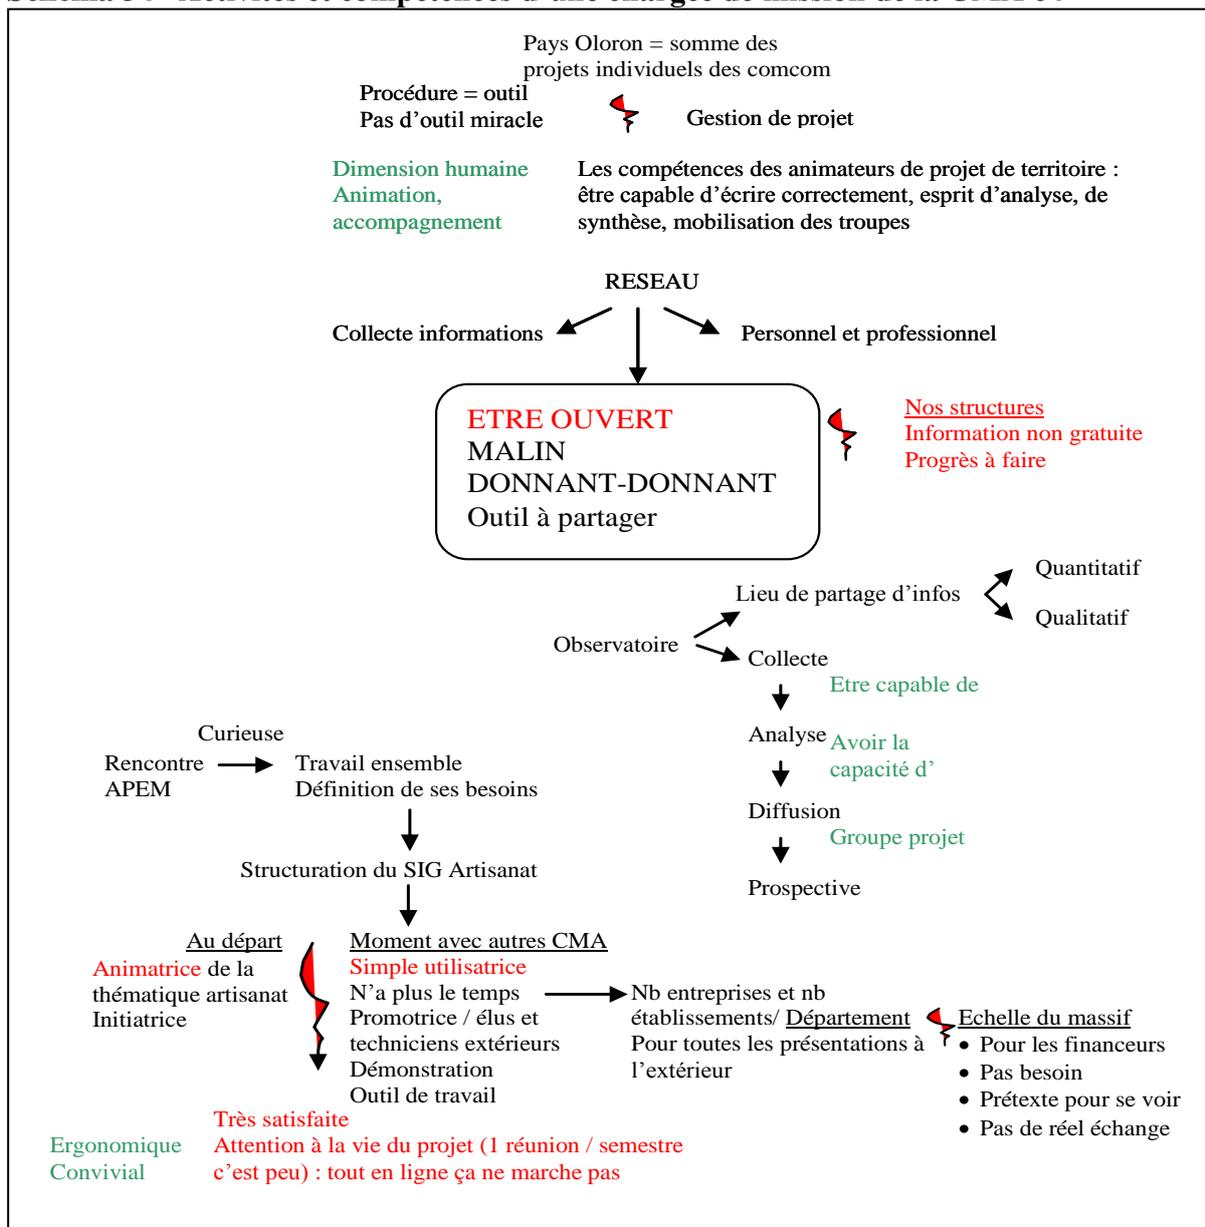 Pays Oloron = somme des
projets individuels des comcom
Procédure = outil
Pas d'outil miracle
Gestion de projet
Dimension humaine
Animation,
accompagnement
Les compétences des animateurs de projet de territoire :
être capable d'écrire correctement, esprit d'analyse, de
synthèse, mobilisation des troupes
RESEAU
Collecte informations
Personnel et professionnel
ETRE OUVERT
MALIN
DONNANT-DONNANT
Outil à partager
Nos structures
Information non gratuite
Progrès à faire
Quantitatif
Lieu de partage d'infos
Qualitatif
Observatoire
Collecte
Etre capable de
Analyse
Avoir la
capacité d'
Diffusion
Groupe projet
Prospective
Curieuse
Rencontre
APEM
Travail ensemble
Définition de ses besoins
Structuration du SIG Artisanat
Au départ
Animatrice de la
thématique artisanat
Initiatrice
Moment avec autres CMA
Simple utilisatrice
N'a plus le temps
Promotrice / élus et
techniciens extérieurs
Démonstration
Outil de travail
Nb entreprises et nb
établissements/ Département
Pour toutes les présentations à
l'extérieur
Echelle du massif
• Pour les financeurs
• Pas besoin
• Prétexte pour se voir
• Pas de réel échange
Ergonomique
Convivial
Très satisfaite
Attention à la vie du projet (1 réunion / semestre
c'est peu) : tout en ligne ça ne marche pas